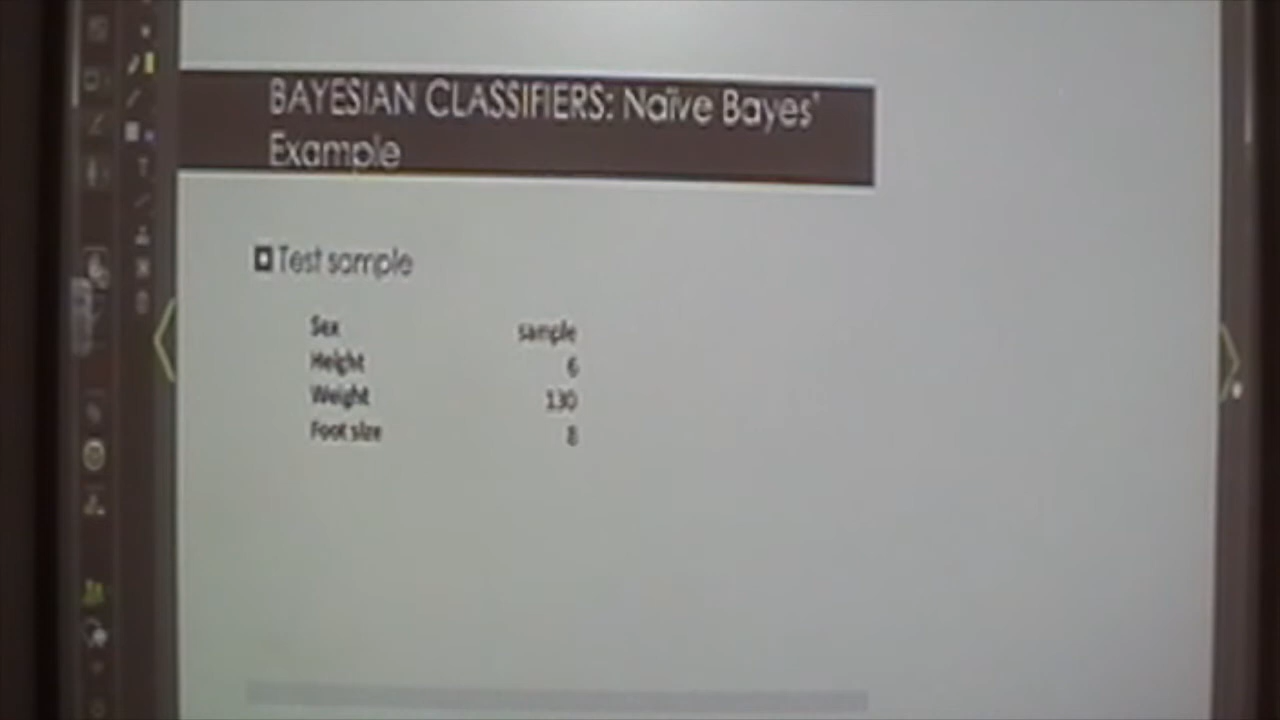 BAYESIAN CLASSIFIERS: Naïve Bayes'
Example
Test sample
Sex sample
Height 6
Weight 130
Foot size 8